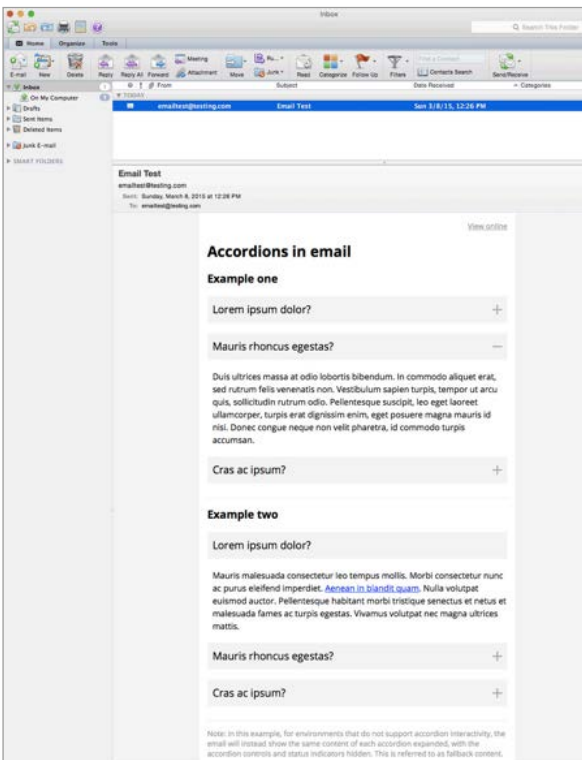 Inbox
Search This Folder
Home Organize Tools
Meeting
E-mail New Delete Reply Reply All Forward Attachment Move Junk Read Categorize Follow Up Filters Contacts Search Send/Receive
Find a Contact
From Subject Date Received Categories
Inbox
On My Computer
Drafts
Sent Items
Deleted Items
Junk E-mail
SMART FOLDERS
TODAY
emailtest@testing.com Email Test Sun 3/8/15, 12:26 PM
Email Test
emailtest@testing.com
Sent: Sunday, March 8, 2015 at 12:26 PM
To: emailtest@testing.com
View online
Accordions in email
Example one
Lorem ipsum dolor?
Mauris rhoncus egestas?
Duis ultrices massa at odio lobortis bibendum. In commodo aliquet erat,
sed rutrum felis venenatis non. Vestibulum sapien turpis, tempor ut arcu
quis, sollicitudin rutrum odio. Pellentesque suscipit, leo eget laoreet
ullamcorper, turpis erat dignissim enim, eget posuere magna mauris id
nisi. Donec congue neque non velit pharetra, id commodo turpis
accumsan.
Cras ac ipsum?
Example two
Lorem ipsum dolor?
Mauris malesuada consectetur leo tempus mollis. Morbi consectetur nunc
ac purus eleifend imperdiet. Aenean in blandit quam. Nulla volutpat
euismod auctor. Pellentesque habitant morbi tristique senectus et netus et
malesuada fames ac turpis egestas. Vivamus volutpat nec magna ultrices
mattis.
Mauris rhoncus egestas?
Cras ac ipsum?
Note: in this example, for environments that do not support accordion interactivity, the
email will instead show the same content of each accordion expanded, with the
accordion controls and status indicators hidden. This is referred to as fallback content.